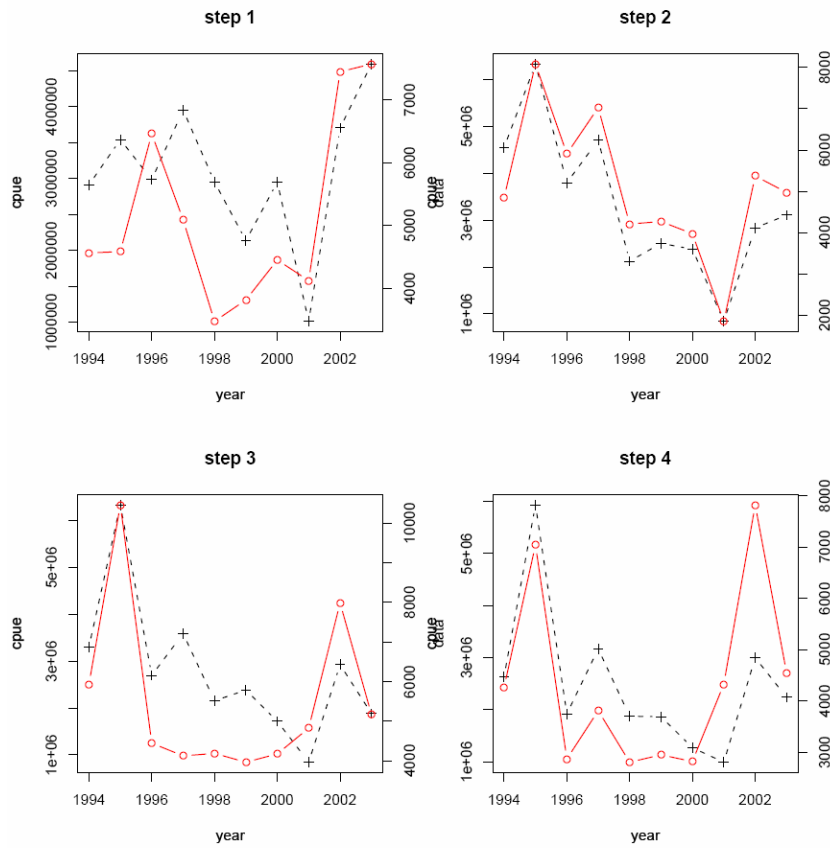 step 1
cpue
1000000 2000000 3000000 4000000
4000 5000 6000 7000
data
1994 1996 1998 2000 2002
year
step 2
cpue
1e+06 3e+06 5e+06
2000 4000 6000 8000
1994 1996 1998 2000 2002
year
step 3
cpue
1e+06 3e+06 5e+06
4000 6000 8000 10000
data
1994 1996 1998 2000 2002
year
step 4
cpue
1e+06 3e+06 5e+06
3000 4000 5000 6000 7000 8000
1994 1996 1998 2000 2002
year